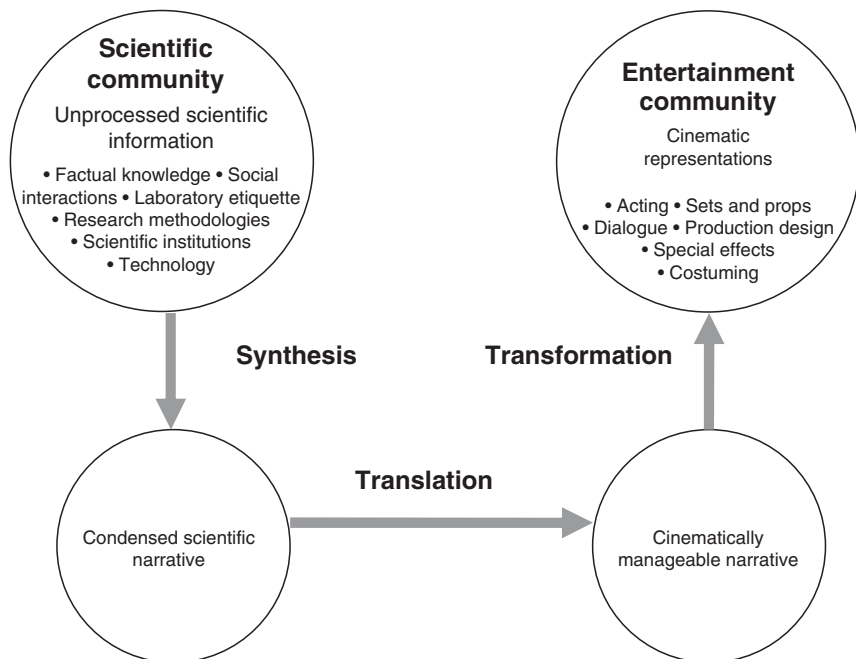 Scientific
community
Unprocessed scientific
information
• Factual knowledge • Social
interactions • Laboratory etiquette
• Research methodologies
• Scientific institutions
• Technology
Entertainment
community
Cinematic
representations
• Acting • Sets and props
• Dialogue • Production design
• Special effects
• Costuming
Synthesis
Transformation
Translation
Condensed scientific
narrative
Cinematically
manageable narrative